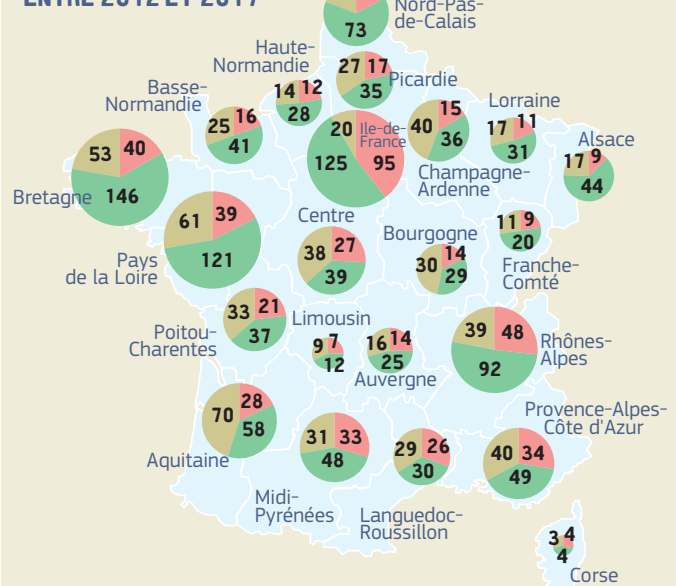 ENTRE 2012 ET 2017
Nord-Pas-
de-Calais
73
Haute-
Normandie
14 12
28
27 17
Picardie
35
Basse-
Normandie
25 16
41
20
Ile-de-
France
125 95
40 15
36
Champagne-
Ardenne
Lorraine
17 11
31
Alsace
17 9
44
53 40
Bretagne
146
61 39
121
Pays
de la Loire
Centre
38 27
39
Bourgogne
30 14
29
11 9
20
Franche-
Comté
33 21
37
Poitou-
Charentes
Limousin
9 7
12
16 14
25
Auvergne
39 48
92
Rhônes-
Alpes
70 28
58
Aquitaine
31 33
48
Midi-
Pyrénées
29 26
30
Languedoc-
Roussillon
Provence-Alpes-
Côte d'Azur
40 34
49
3 4
4
Corse